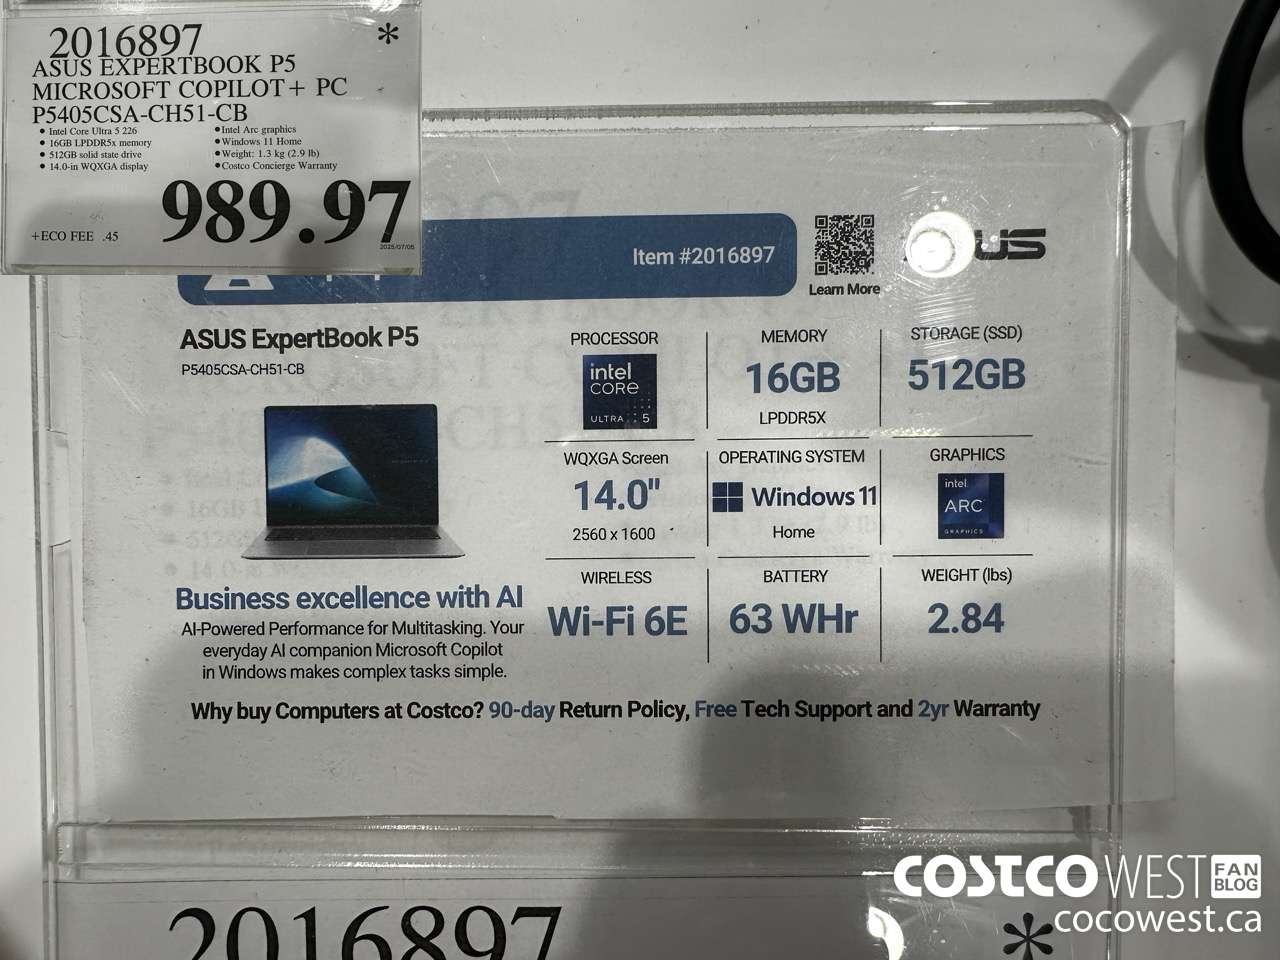 2016897 *
ASUS EXPERTBOOK P5
MICROSOFT COPILOT+ PC
P5405CSA-CH51-CB
• Intel Core Ultra 5 226
• 16GB LPDDR5x memory
• 512GB solid state drive
• 14.0-in WQXGA display
• Intel Arc graphics
• Windows 11 Home
• Weight: 1.3 kg (2.9 lb)
• Costco Concierge Warranty
989.97
+ECO FEE .45
2025/07/05
Item #2016897
Learn More
ASUS
ASUS ExpertBook P5
P5405CSA-CH51-CB
Business excellence with AI
AI-Powered Performance for Multitasking. Your
everyday AI companion Microsoft Copilot
in Windows makes complex tasks simple.
PROCESSOR
intel
CORE
ULTRA 5
MEMORY
16GB
LPDDR5X
STORAGE (SSD)
512GB
WQXGA Screen
14.0"
2560 x 1600
OPERATING SYSTEM
Windows 11
Home
GRAPHICS
intel
ARC
GRAPHICS
WIRELESS
Wi-Fi 6E
BATTERY
63 WHr
WEIGHT (lbs)
2.84
Why buy Computers at Costco? 90-day Return Policy, Free Tech Support and 2yr Warranty
2016897 *
COSTCO WEST FAN BLOG
cocowest.ca